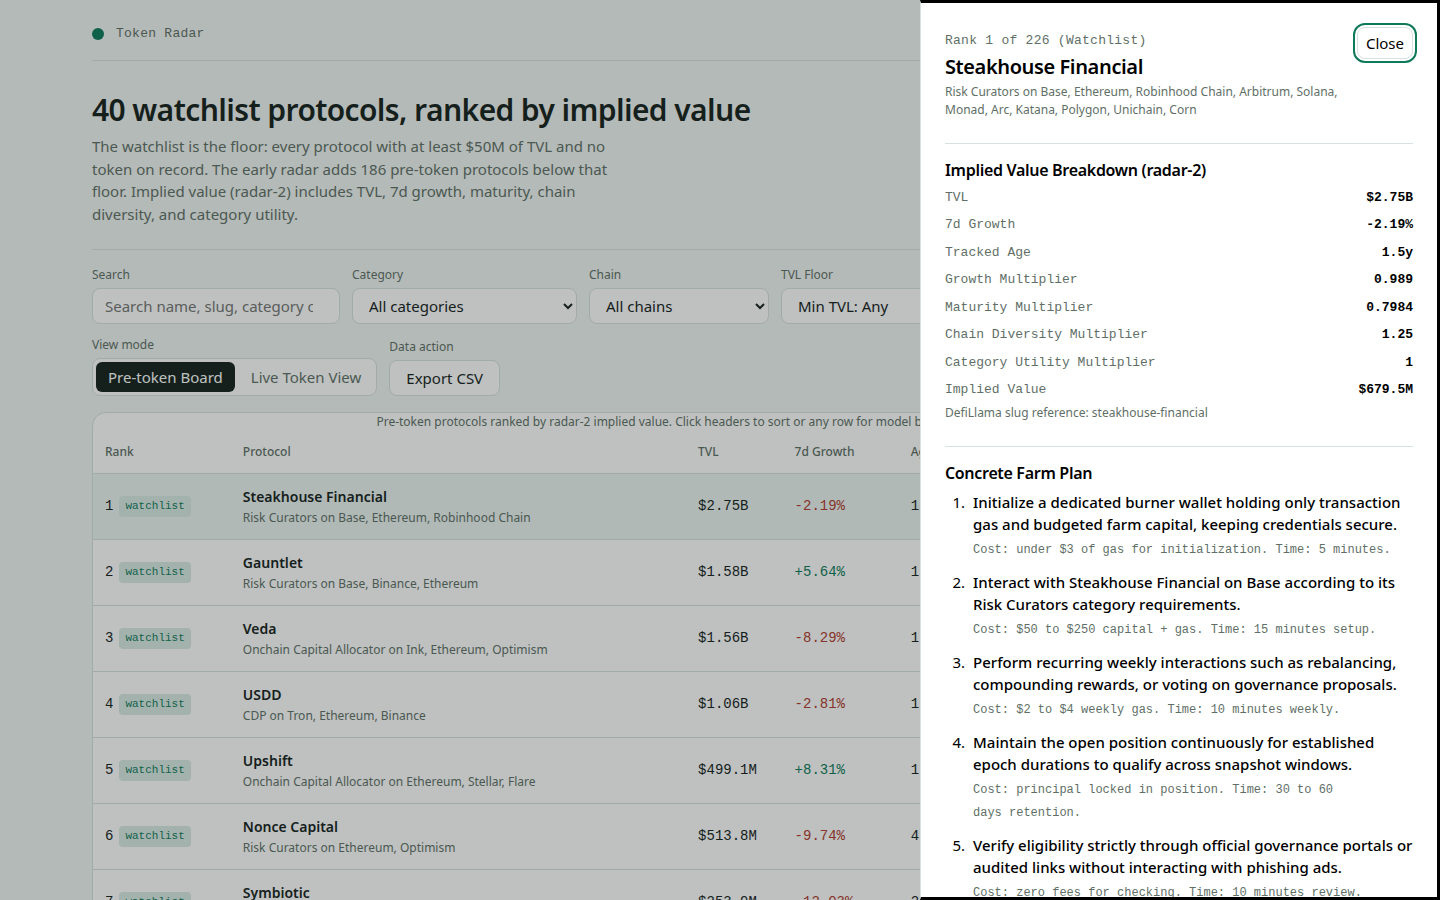 Token Radar
40 watchlist protocols, ranked by implied value
The watchlist is the floor: every protocol with at least $50M of TVL and no
token on record. The early radar adds 186 pre-token protocols below that
floor. Implied value (radar-2) includes TVL, 7d growth, maturity, chain
diversity, and category utility.
Search
Category
Chain
TVL Floor
Search name, slug, category c
All categories
All chains
Min TVL: Any
View mode
Data action
Pre-token Board
Live Token View
Export CSV
Pre-token protocols ranked by radar-2 implied value. Click headers to sort or any row for model b
Rank
Protocol
TVL
7d Growth
1 watchlist
Steakhouse Financial
Risk Curators on Base, Ethereum, Robinhood Chain
$2.75B
-2.19%
1
2 watchlist
Gauntlet
Risk Curators on Base, Binance, Ethereum
$1.58B
+5.64%
1
3 watchlist
Veda
Onchain Capital Allocator on Ink, Ethereum, Optimism
$1.56B
-8.29%
1
4 watchlist
USDD
CDP on Tron, Ethereum, Binance
$1.06B
-2.81%
1
5 watchlist
Upshift
Onchain Capital Allocator on Ethereum, Stellar, Flare
$499.1M
+8.31%
1
6 watchlist
Nonce Capital
Risk Curators on Ethereum, Optimism
$513.8M
-9.74%
4
Symbiotic
Rank 1 of 226 (Watchlist)
Close
Steakhouse Financial
Risk Curators on Base, Ethereum, Robinhood Chain, Arbitrum, Solana,
Monad, Arc, Katana, Polygon, Unichain, Corn
Implied Value Breakdown (radar-2)
TVL $2.75B
7d Growth -2.19%
Tracked Age 1.5y
Growth Multiplier 0.989
Maturity Multiplier 0.7984
Chain Diversity Multiplier 1.25
Category Utility Multiplier 1
Implied Value $679.5M
DefiLlama slug reference: steakhouse-financial
Concrete Farm Plan
1. Initialize a dedicated burner wallet holding only transaction
gas and budgeted farm capital, keeping credentials secure.
Cost: under $3 of gas for initialization. Time: 5 minutes.
2. Interact with Steakhouse Financial on Base according to its
Risk Curators category requirements.
Cost: $50 to $250 capital + gas. Time: 15 minutes setup.
3. Perform recurring weekly interactions such as rebalancing,
compounding rewards, or voting on governance proposals.
Cost: $2 to $4 weekly gas. Time: 10 minutes weekly.
4. Maintain the open position continuously for established
epoch durations to qualify across snapshot windows.
Cost: principal locked in position. Time: 30 to 60
days retention.
5. Verify eligibility strictly through official governance portals or
audited links without interacting with phishing ads.
Cost: zero fees for checking. Time: 10 minutes review.